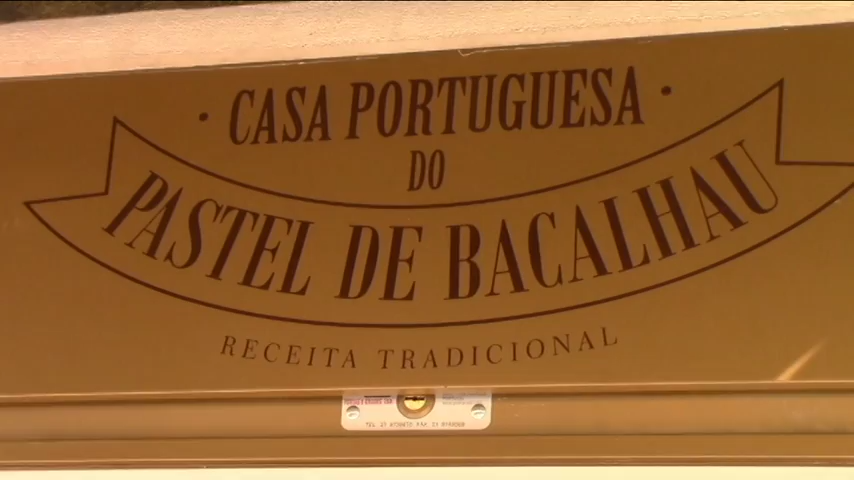 · CASA PORTUGUESA ·
DO
PASTEL DE BACALHAU
RECEITA TRADICIONAL